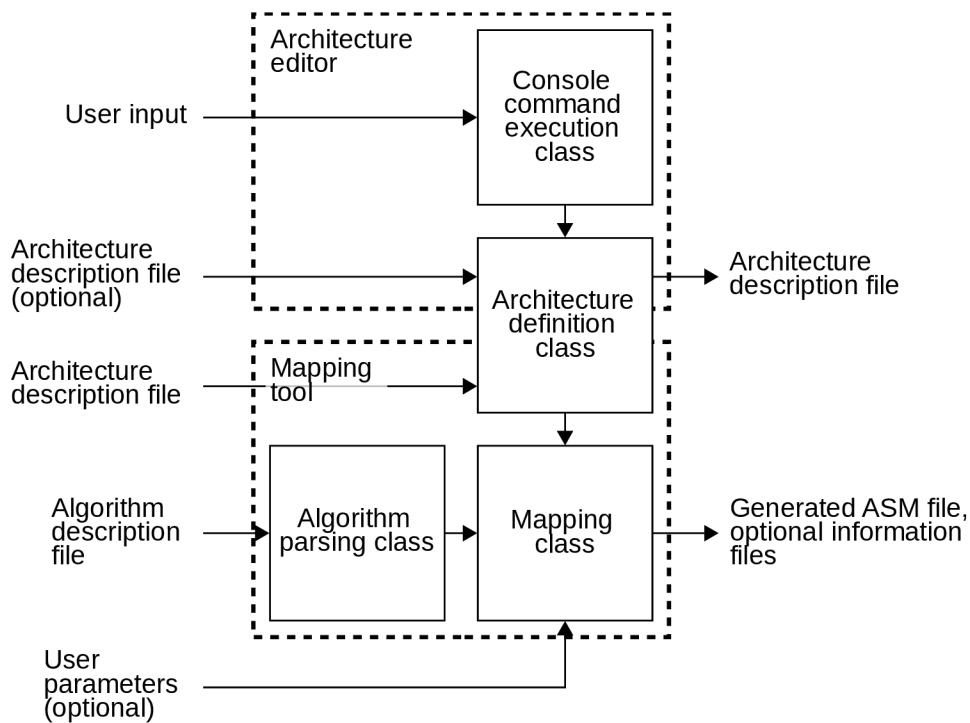 Architecture
editor
Console
command
execution
class
User input
Architecture
description file
(optional)
Architecture
definition
class
Architecture
description file
Architecture
description file
Mapping
tool
Algorithm
description
file
Algorithm
parsing class
Mapping
class
Generated ASM file,
optional information
files
User
parameters
(optional)